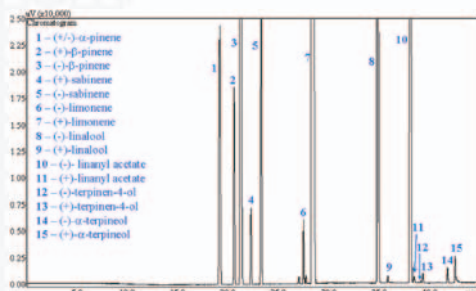 uV (x10,000)
Chromatogram
2.50
2.25
2.00
1.75
1.50
1.25
1.00
0.75
0.50
0.25
0.00
1 – (+/-)-α-pinene
2 – (+)-β-pinene
3 – (-)-β-pinene
4 – (+)-sabinene
5 – (-)-sabinene
6 – (-)-limonene
7 – (+)-limonene
8 – (-)-linalool
9 – (+)-linalool
10 – (-)- linanyl acetate
11 – (+)-linanyl acetate
12 – (-)-terpinen-4-ol
13 – (+)-terpinen-4-ol
14 – (-)-α-terpineol
15 – (+)-α-terpineol
1
2
3
4
5
6
7
8
9
10
11
12
13
14
15